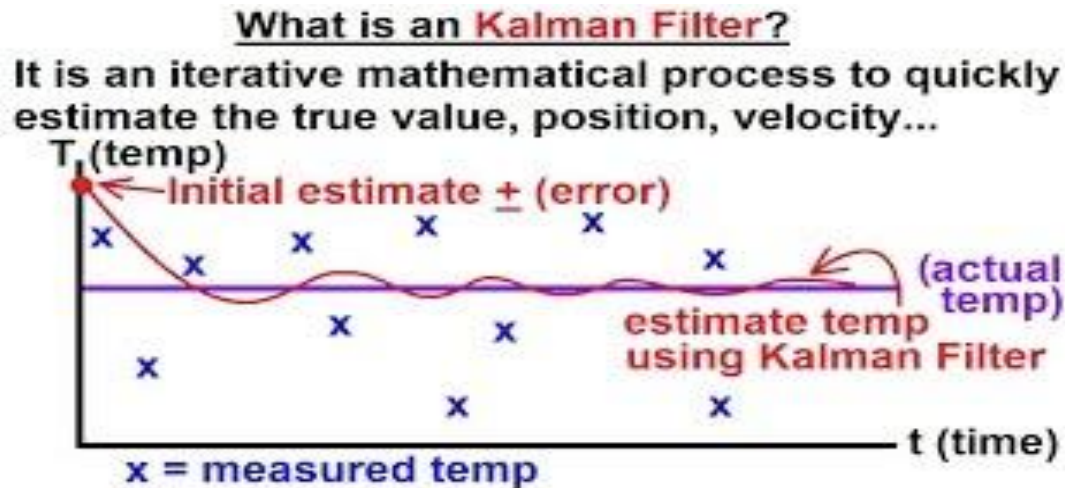 What is an Kalman Filter?
It is an iterative mathematical process to quickly
estimate the true value, position, velocity...
T (temp)
Initial estimate ± (error)
x
x
x
x
x
x
(actual
temp)
x
x
estimate temp
using Kalman Filter
x
x
x
t (time)
x = measured temp